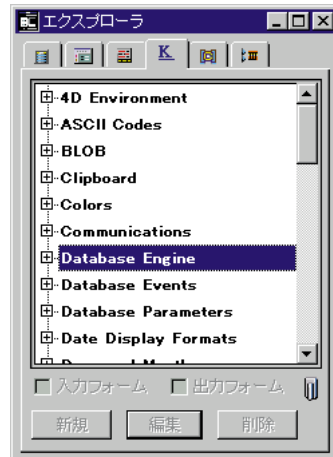 エクスプローラ
K
4D Environment
ASCII Codes
BLOB
Clipboard
Colors
Communications
Database Engine
Database Events
Database Parameters
Date Display Formats
入力フォーム
出力フォーム
新規 編集 削除